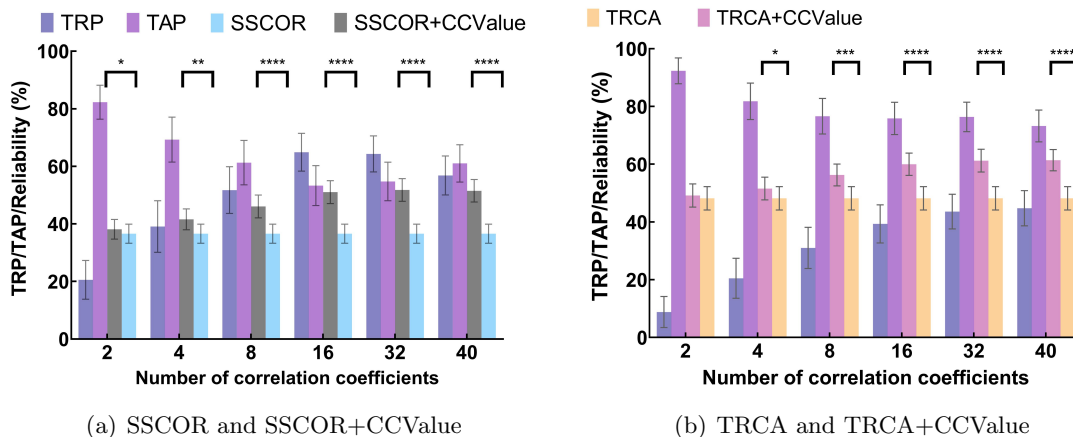 TRP TAP SSCOR SSCOR+CCValue
TRP/TAP/Reliability (%)
100
80
60
40
20
0
* ** **** **** **** ****
2 4 8 16 32 40
Number of correlation coefficients
(a) SSCOR and SSCOR+CCValue
TRCA TRCA+CCValue
TRP/TAP/Reliability (%)
100
80
60
40
20
0
* *** **** **** ****
2 4 8 16 32 40
Number of correlation coefficients
(b) TRCA and TRCA+CCValue